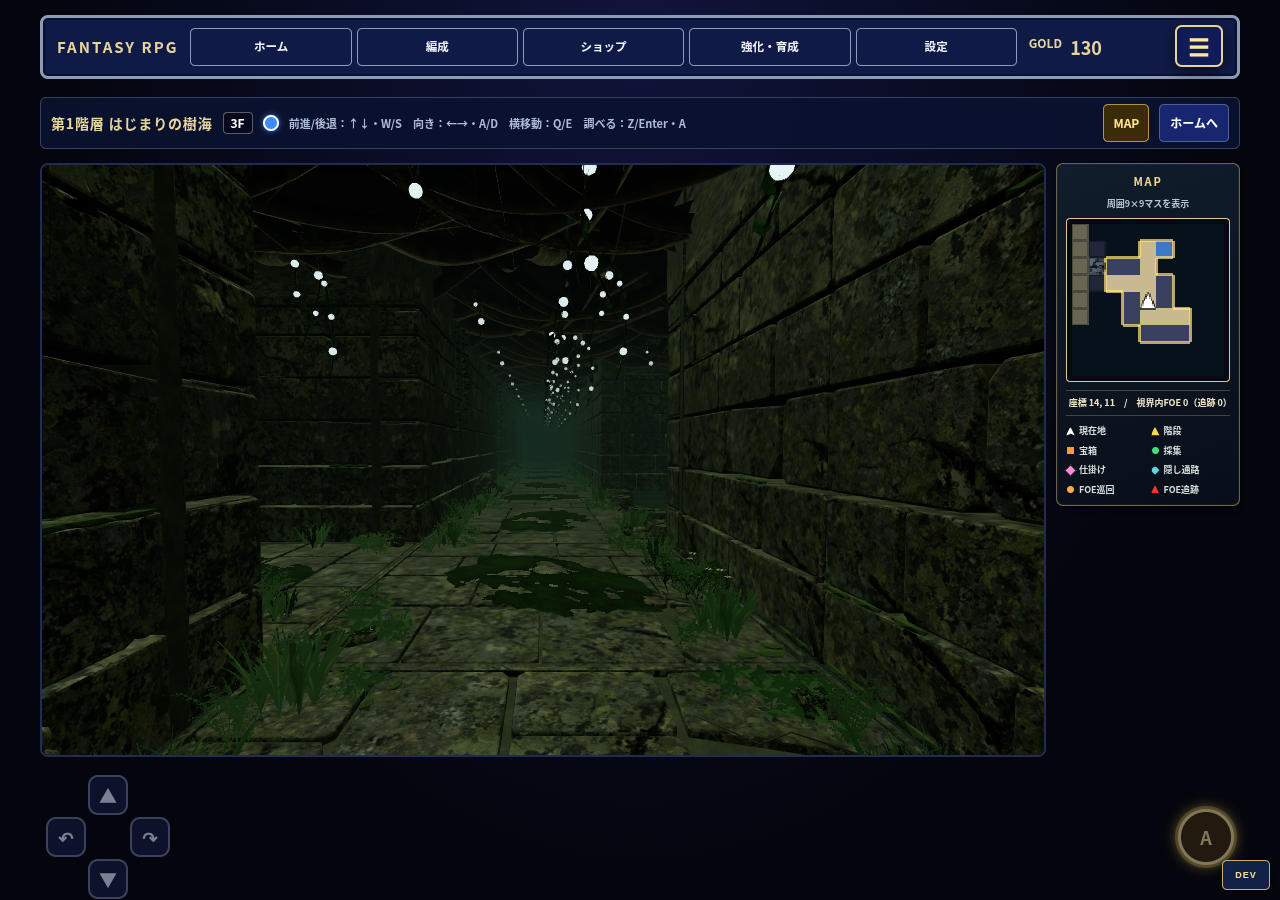 FANTASY RPG
ホーム
編成
ショップ
強化・育成
設定
GOLD 130
第1階層 はじまりの樹海
3F
前進/後退：↑↓・W/S 向き：←→・A/D 横移動：Q/E 調べる：Z/Enter・A
MAP
ホームへ
MAP
周囲9×9マスを表示
座標 14, 11 / 視界内FOE 0（追跡 0）
現在地
階段
宝箱
採集
仕掛け
隠し通路
FOE巡回
FOE追跡
A
DEV